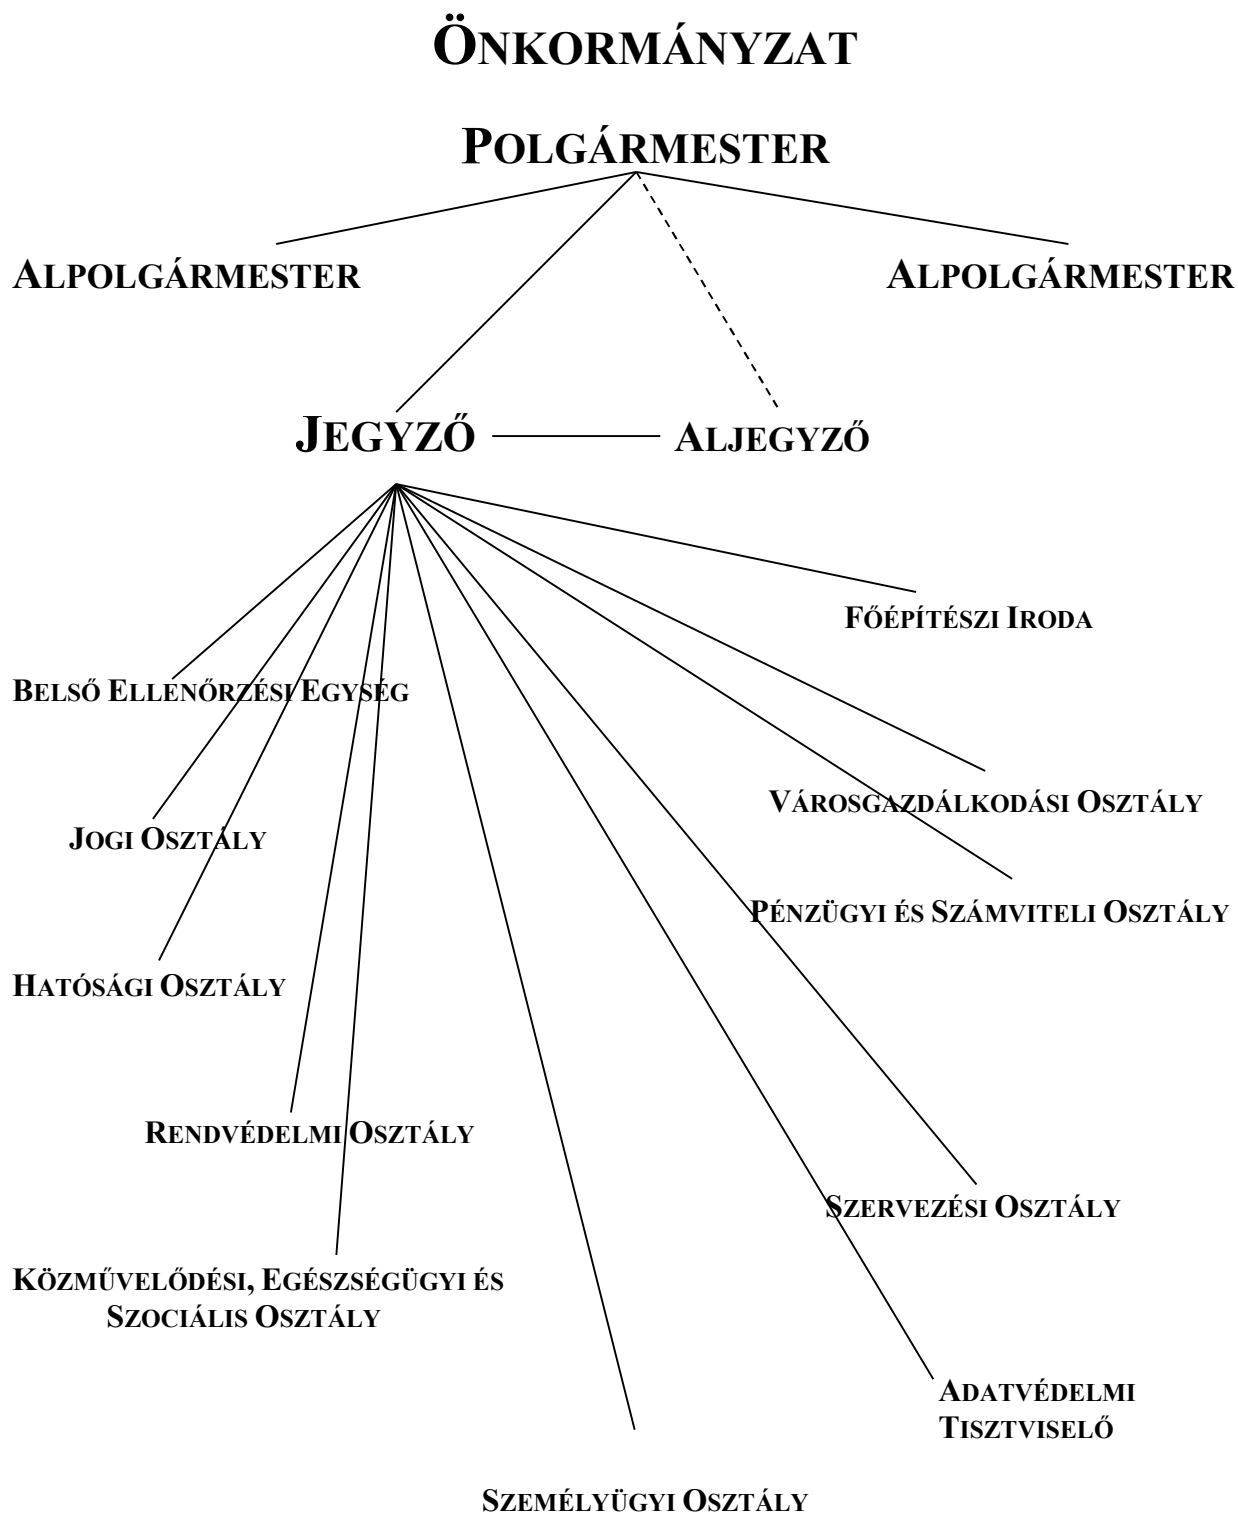 ÖNKORMÁNYZAT
POLGÁRMESTER
ALPOLGÁRMESTER
ALPOLGÁRMESTER
JEGYZŐ
ALJEGYZŐ
FŐÉPÍTÉSZI IRODA
BELSŐ ELLENŐRZÉSI EGYSÉG
VÁROSGAZDÁLKODÁSI OSZTÁLY
JOGI OSZTÁLY
PÉNZÜGYI ÉS SZÁMVITELI OSZTÁLY
HATÓSÁGI OSZTÁLY
RENDVÉDELMI OSZTÁLY
SZERVEZÉSI OSZTÁLY
KÖZMŰVELŐDÉSI, EGÉSZSÉGÜGYI ÉS
SZOCIÁLIS OSZTÁLY
ADATVÉDELMI
TISZTVISELŐ
SZEMÉLYÜGYI OSZTÁLY